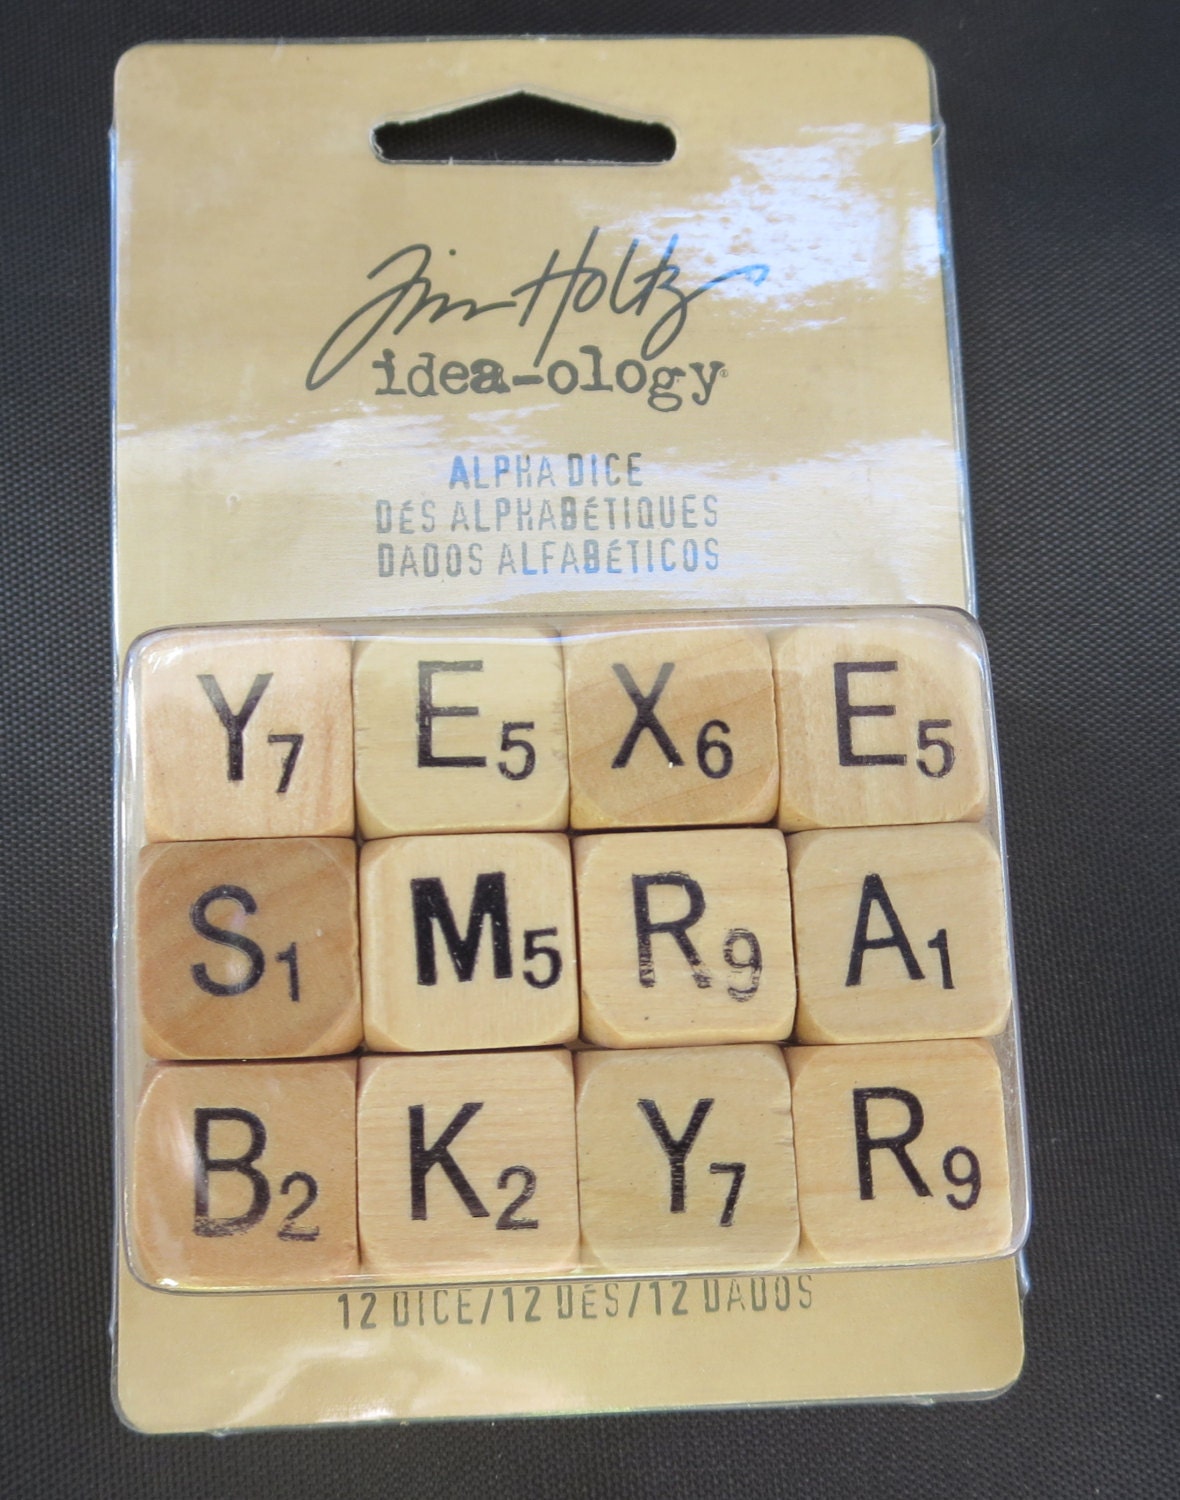 Tim Holtz
idea-ology®
ALPHA DICE
DÉS ALPHABÉTIQUES
DADOS ALFABÉTICOS
Y7 E5 X6 E5
S1 M5 R9 A1
B2 K2 Y7 R9
12 DICE/12 DÉS/12 DADOS